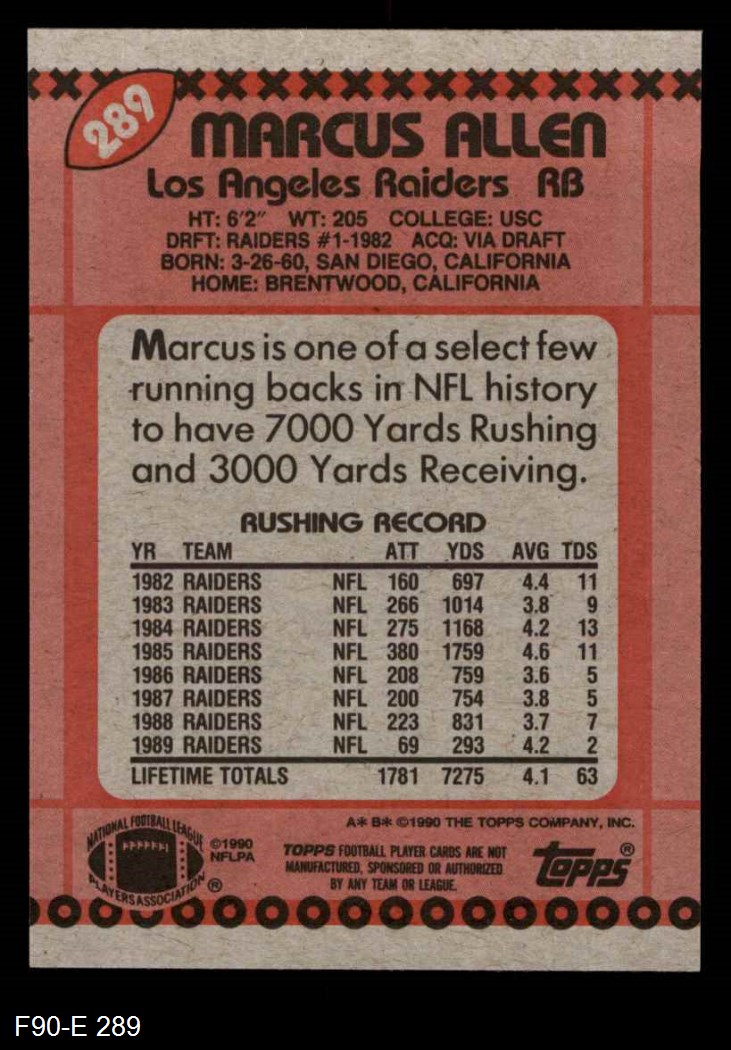 289
MARCUS ALLEN
Los Angeles Raiders RB
HT: 6'2" WT: 205 COLLEGE: USC
DRFT: RAIDERS #1-1982 ACQ: VIA DRAFT
BORN: 3-26-60, SAN DIEGO, CALIFORNIA
HOME: BRENTWOOD, CALIFORNIA
Marcus is one of a select few
running backs in NFL history
to have 7000 Yards Rushing
and 3000 Yards Receiving.
RUSHING RECORD
YR TEAM ATT YDS AVG TDS
1982 RAIDERS NFL 160 697 4.4 11
1983 RAIDERS NFL 266 1014 3.8 9
1984 RAIDERS NFL 275 1168 4.2 13
1985 RAIDERS NFL 380 1759 4.6 11
1986 RAIDERS NFL 208 759 3.6 5
1987 RAIDERS NFL 200 754 3.8 5
1988 RAIDERS NFL 223 831 3.7 7
1989 RAIDERS NFL 69 293 4.2 2
LIFETIME TOTALS 1781 7275 4.1 63
A* B* ©1990 THE TOPPS COMPANY, INC.
NATIONAL FOOTBALL LEAGUE
PLAYERS ASSOCIATION ®
©1990
NFLPA
TOPPS FOOTBALL PLAYER CARDS ARE NOT
MANUFACTURED, SPONSORED OR AUTHORIZED
BY ANY TEAM OR LEAGUE.
topps ®
F90-E 289